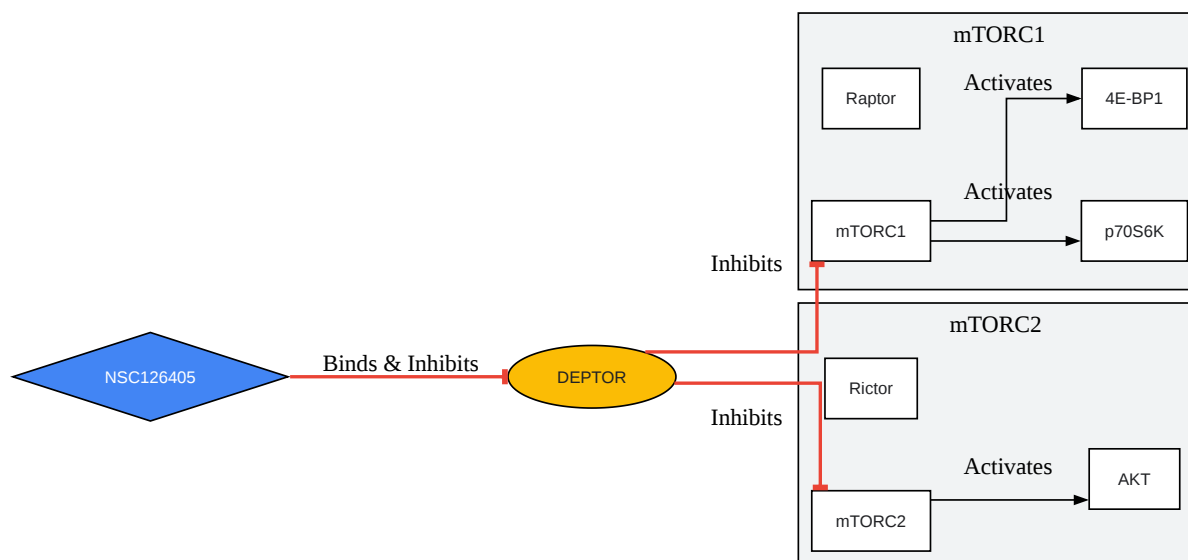 mTORC1
Raptor
Activates
4E-BP1
mTORC1
Activates
p70S6K
Inhibits
mTORC2
NSC126405
Binds & Inhibits
DEPTOR
Rictor
Inhibits
Activates
AKT
mTORC2